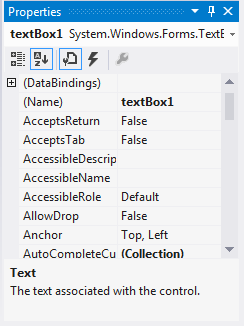 Properties
textBox1 System.Windows.Forms.TextB
(DataBindings)
(Name) textBox1
AcceptsReturn False
AcceptsTab False
AccessibleDescrip
AccessibleName
AccessibleRole Default
AllowDrop False
Anchor Top, Left
AutoCompleteCu (Collection)
Text
The text associated with the control.